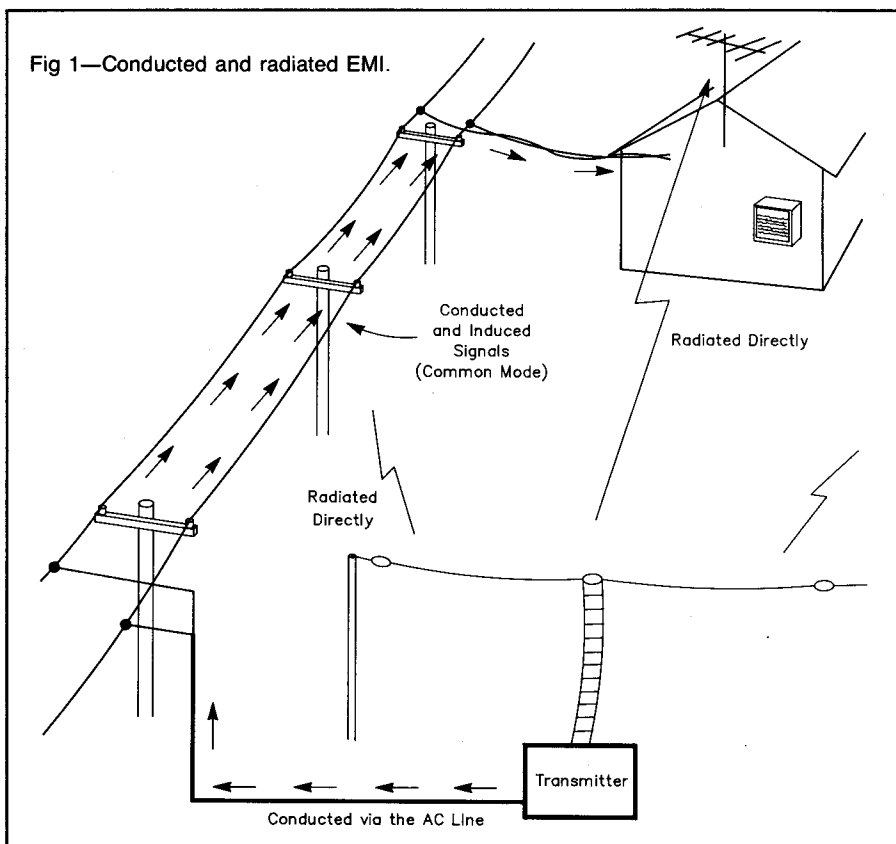 Fig 1—Conducted and radiated EMI.
Conducted
and Induced
Signals
(Common Mode)
Radiated Directly
Radiated
Directly
Transmitter
Conducted via the AC Line